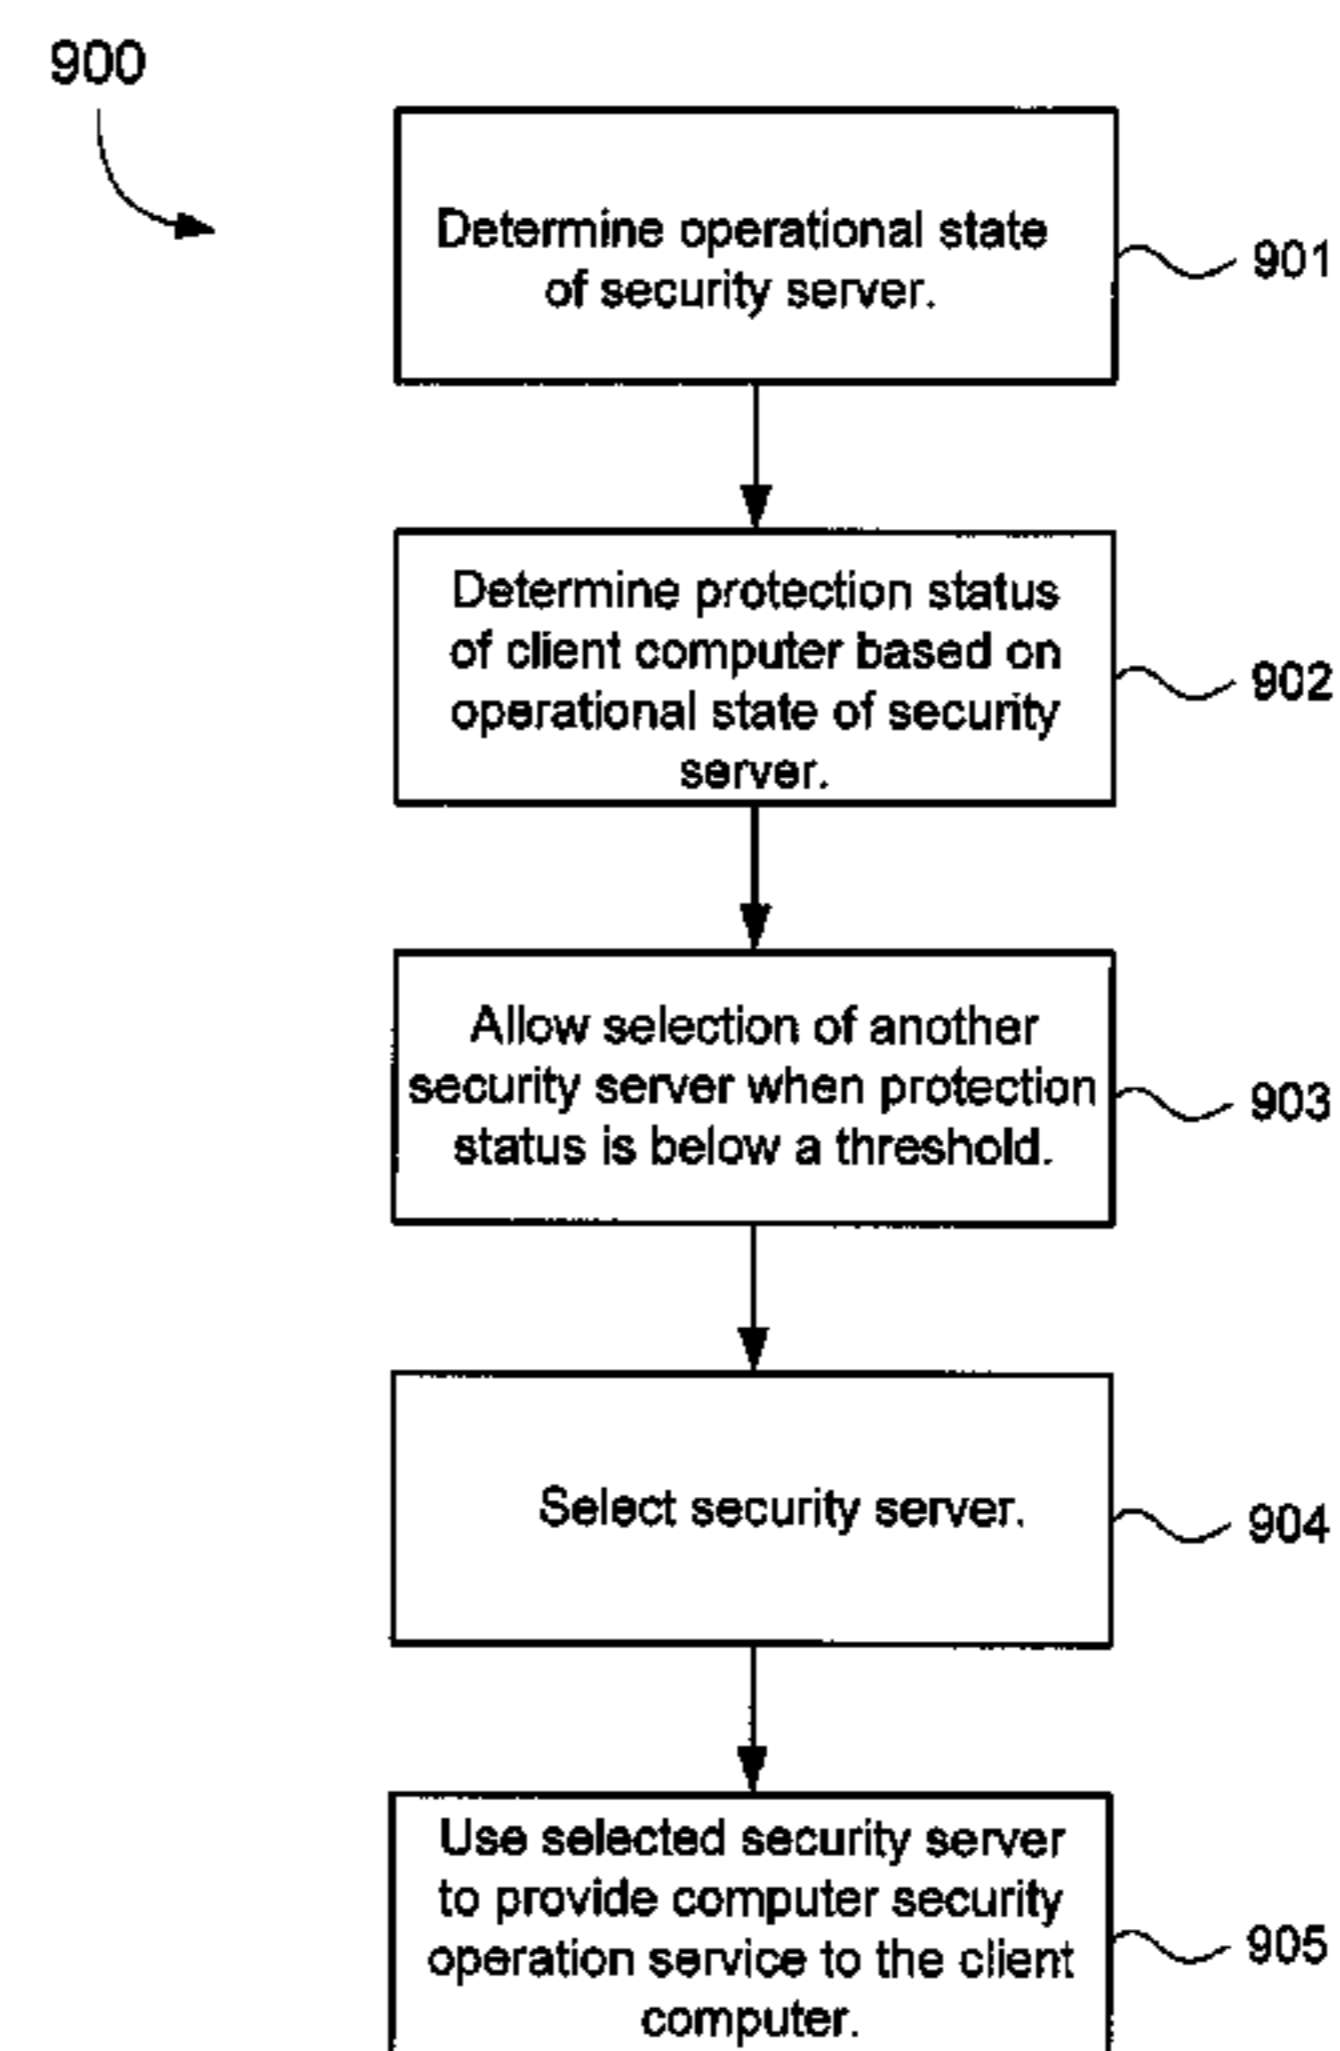 900
Determine operational state
of security server.
901
Determine protection status
of client computer based on
operational state of security
server.
902
Allow selection of another
security server when protection
status is below a threshold.
903
Select security server.
904
Use selected security server
to provide computer security
operation service to the client
computer.
905